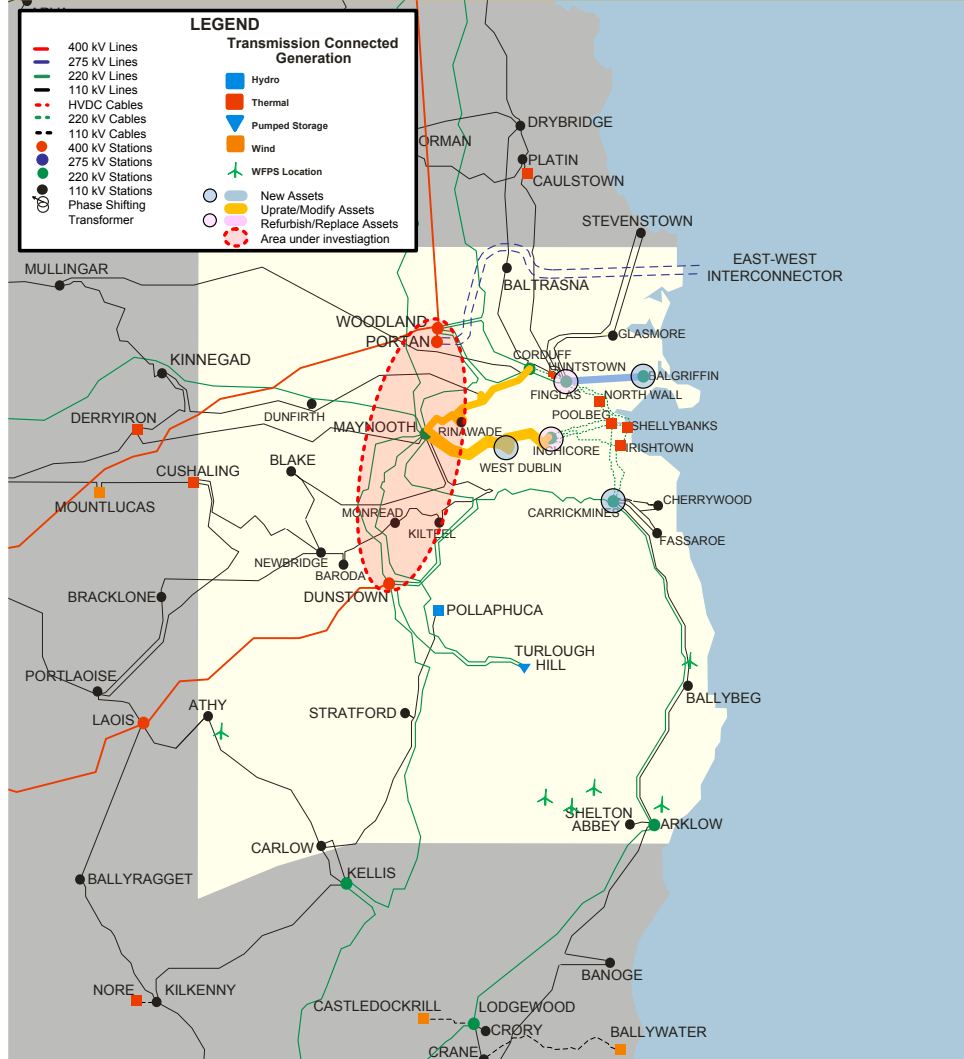 LEGEND
400 kV Lines
275 kV Lines
220 kV Lines
110 kV Lines
HVDC Cables
220 kV Cables
110 kV Cables
400 kV Stations
275 kV Stations
220 kV Stations
110 kV Stations
Phase Shifting
Transformer
Transmission Connected
Generation
Hydro
Thermal
Pumped Storage
Wind
WFPS Location
New Assets
Uprate/Modify Assets
Refurbish/Replace Assets
Area under investiagtion
DRYBRIDGE
ORMAN
PLATIN
CAULSTOWN
STEVENSTOWN
MULLINGAR
EAST-WEST
INTERCONNECTOR
BALTRASNA
WOODLAND
PORTAN
GLASMORE
KINNEGAD
CORDUFF
HUNTSTOWN
BALGRIFFIN
FINGLAS
NORTH WALL
DERRYIRON
DUNFIRTH
MAYNOOTH
RINAWADE
POOLBEG
SHELLYBANKS
INCHICORE
IRISHTOWN
WEST DUBLIN
CUSHALING
BLAKE
MOUNTLUCAS
MONREAD
KILTEEL
CARRICKMINES
CHERRYWOOD
FASSAROE
NEWBRIDGE
BARODA
DUNSTOWN
BRACKLONE
POLLAPHUCA
TURLOUGH
HILL
PORTLAOISE
BALLYBEG
ATHY
LAOIS
STRATFORD
SHELTON
ABBEY
ARKLOW
CARLOW
BALLYRAGGET
KELLIS
BANOGE
NORE
KILKENNY
CASTLEDOCKRILL
LODGEWOOD
CRORY
BALLYWATER
CRANE